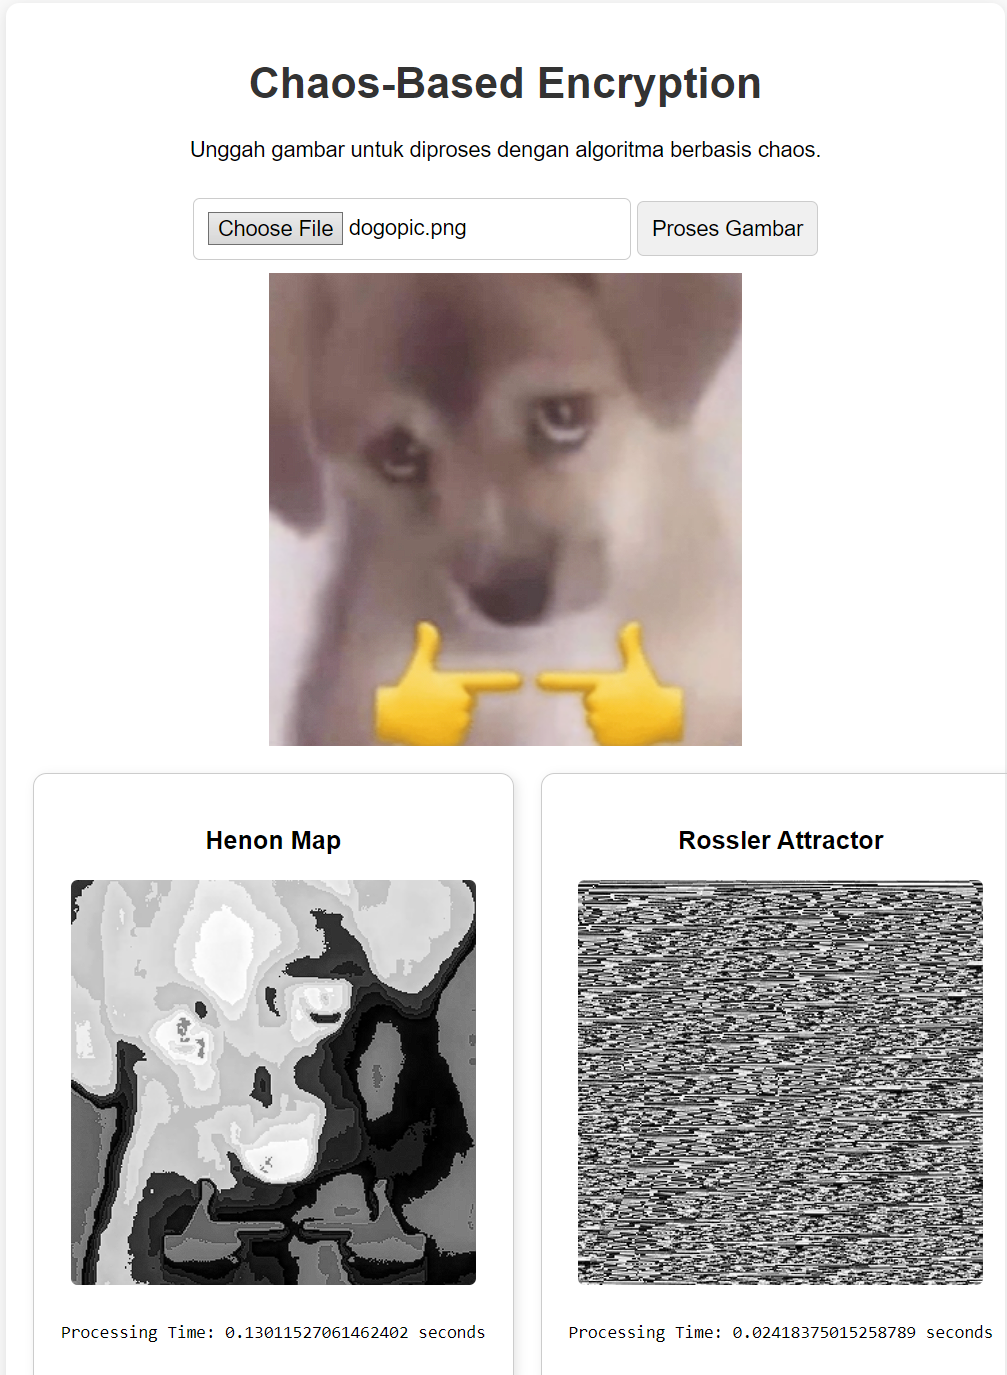 Chaos-Based Encryption
Unggah gambar untuk diproses dengan algoritma berbasis chaos.
Choose File dogopic.png Proses Gambar
Henon Map
Rossler Attractor
Processing Time: 0.13011527061462402 seconds
Processing Time: 0.02418375015258789 seconds